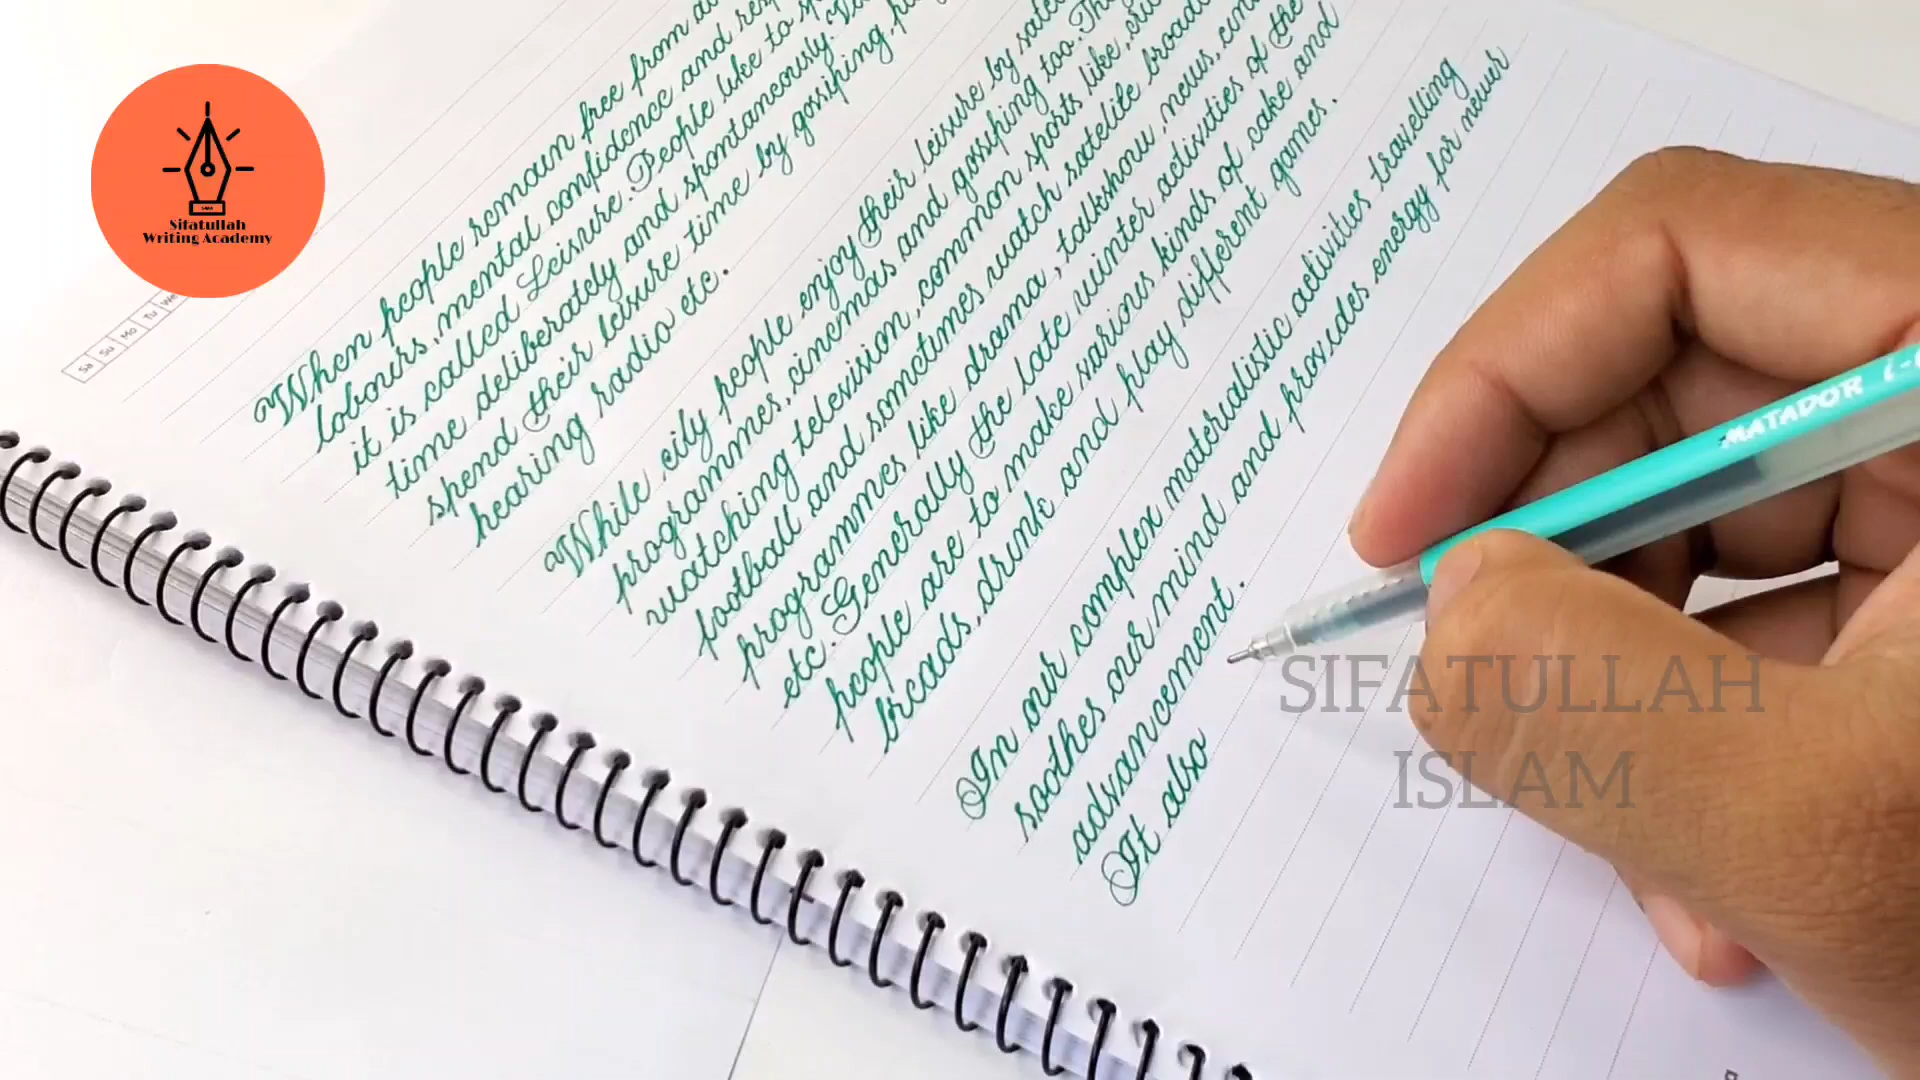 Sifatullah
Writing Academy
Sa Su Mo Tu We
When people remain free from
labours, mental confidence and
it is called Leisure. People like to
time deliberately and spontaneously.
spend their leisure time by gossiping,
hearing radio etc.
While city people enjoy their leisure by
programmes, cinemas and gossiping too.
watching television, common sports like,
football and sometimes watch satelite
programmes like drama, talkshow, news,
etc. Generally the late winter activities of the
people are to make various kinds of cake and
breads, drink and play different games.
In our complex materialistic activities travelling
soothes our mind and provides energy for newer
advancement.
It also
MATADOR i-
SIFATULLAH
ISLAM